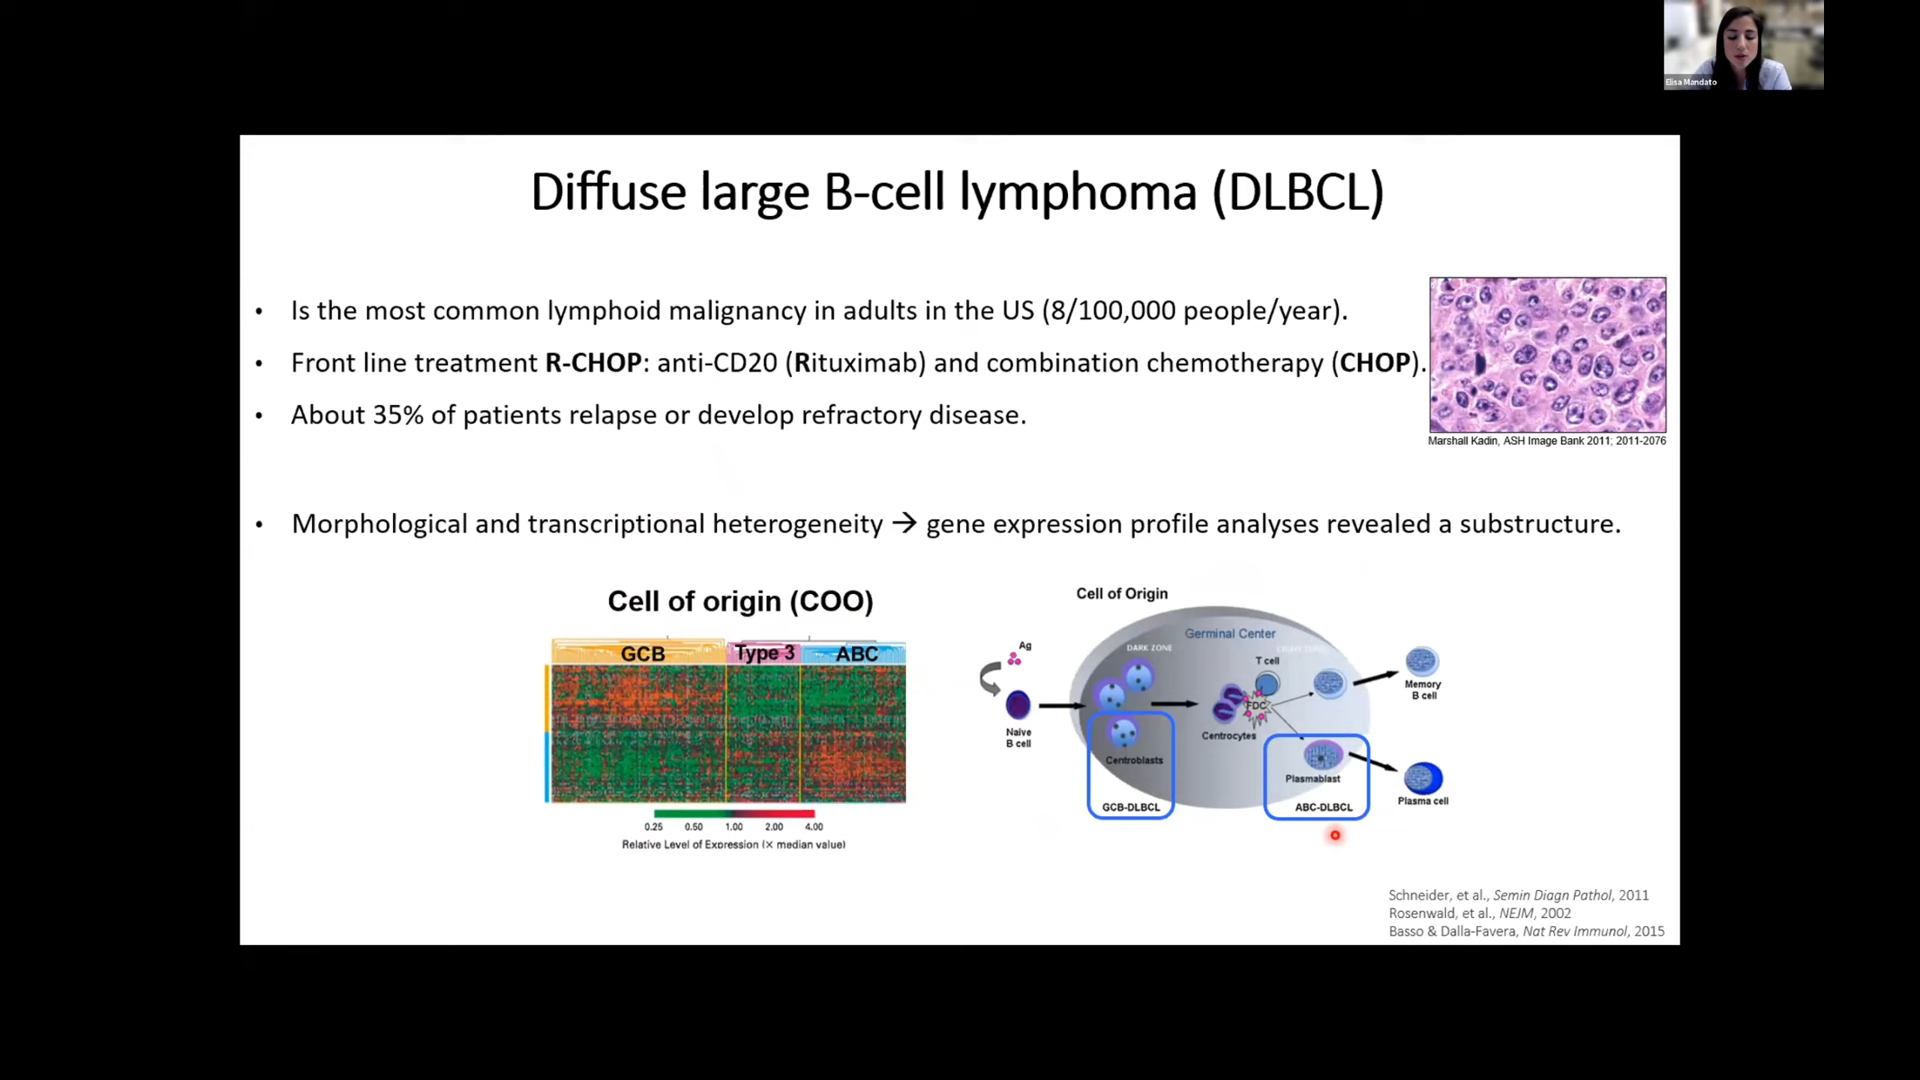 Elisa Mandato
Diffuse large B-cell lymphoma (DLBCL)
• Is the most common lymphoid malignancy in adults in the US (8/100,000 people/year).
• Front line treatment R-CHOP: anti-CD20 (Rituximab) and combination chemotherapy (CHOP).
• About 35% of patients relapse or develop refractory disease.
Marshall Kadin, ASH Image Bank 2011; 2011-2076
• Morphological and transcriptional heterogeneity → gene expression profile analyses revealed a substructure.
Cell of origin (COO)
GCB Type 3 ABC
0.25 0.50 1.00 2.00 4.00
Relative Level of Expression (× median value)
Cell of Origin
Germinal Center
DARK ZONE
Ag
T cell
FDC
Naïve
B cell
Centrocytes
Centroblasts
GCB-DLBCL
Plasmablast
ABC-DLBCL
Memory
B cell
Plasma cell
Schneider, et al., Semin Diagn Pathol, 2011
Rosenwald, et al., NEJM, 2002
Basso & Dalla-Favera, Nat Rev Immunol, 2015